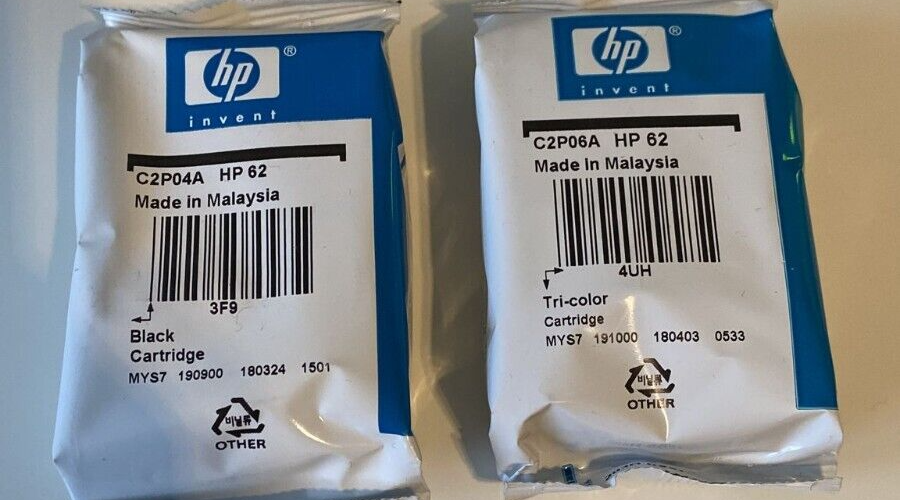 hp ®
invent
C2P04A HP 62
Made in Malaysia
3F9
Black
Cartridge
MYS7 190900 180324 1501
비닐류
OTHER
hp ®
invent
C2P06A HP 62
Made in Malaysia
4UH
Tri-color
Cartridge
MYS7 191000 180403 0533
비닐류
OTHER